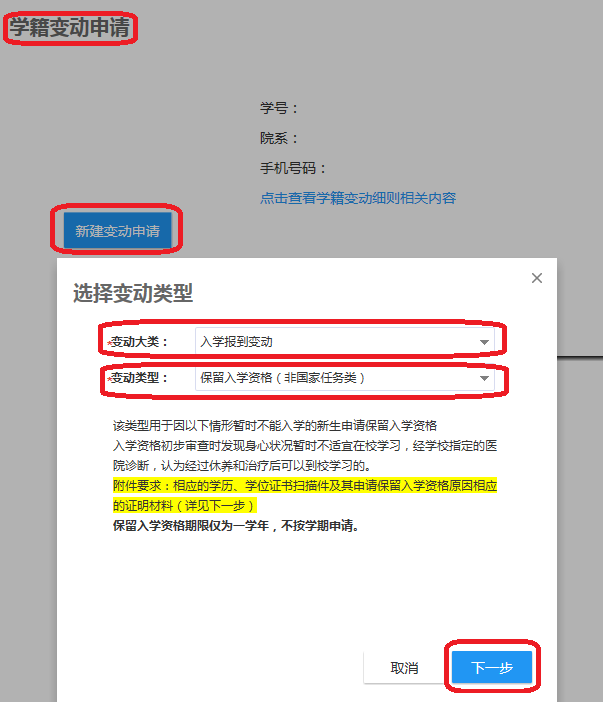 学籍变动申请
学号：
院系：
手机号码：
点击查看学籍变动细则相关内容
新建变动申请
选择变动类型
×
*变动大类： 入学报到变动
*变动类型： 保留入学资格（非国家任务类）
该类型用于因以下情形暂时不能入学的新生申请保留入学资格
入学资格初步审查时发现身心状况暂时不适宜在校学习，经学校指定的医
院诊断，认为经过休养和治疗后可以到校学习的。
附件要求：相应的学历、学位证书扫描件及其申请保留入学资格原因相应
的证明材料（详见下一步）
保留入学资格期限仅为一学年，不按学期申请。
取消 下一步